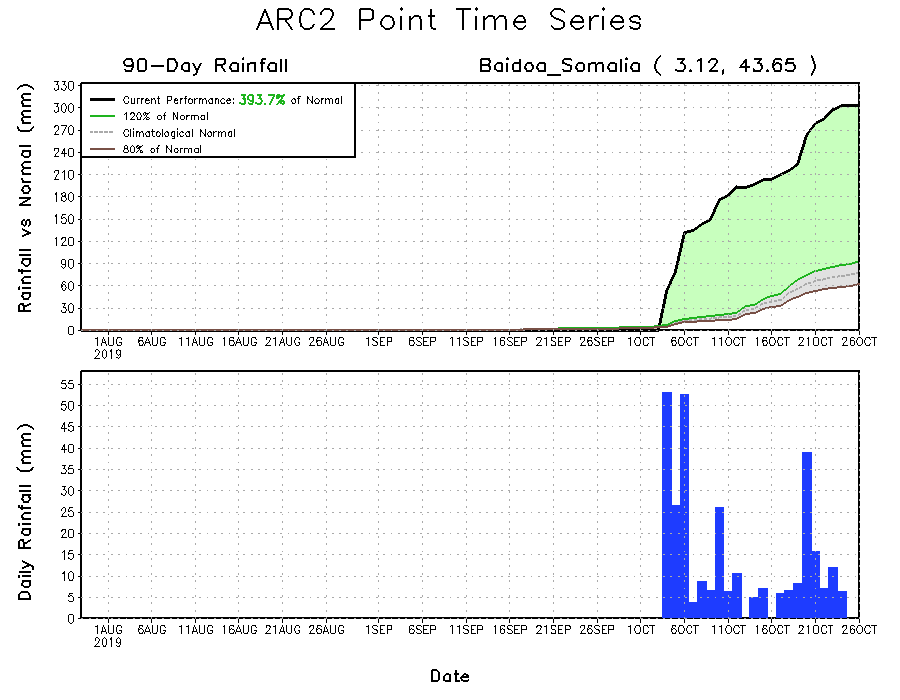 ARC2 Point Time Series
90-Day Rainfall
Baidoa_Somalia ( 3.12, 43.65 )
Rainfall vs Normal (mm)
330
300
270
240
210
180
150
120
90
60
30
0
Current Performance: 393.7% of Normal
120% of Normal
Climatological Normal
80% of Normal
1AUG 6AUG 11AUG 16AUG 21AUG 26AUG 1SEP 6SEP 11SEP 16SEP 21SEP 26SEP 1OCT 6OCT 11OCT 16OCT 21OCT 26OCT
2019
Daily Rainfall (mm)
55
50
45
40
35
30
25
20
15
10
5
0
1AUG 6AUG 11AUG 16AUG 21AUG 26AUG 1SEP 6SEP 11SEP 16SEP 21SEP 26SEP 1OCT 6OCT 11OCT 16OCT 21OCT 26OCT
2019
Date